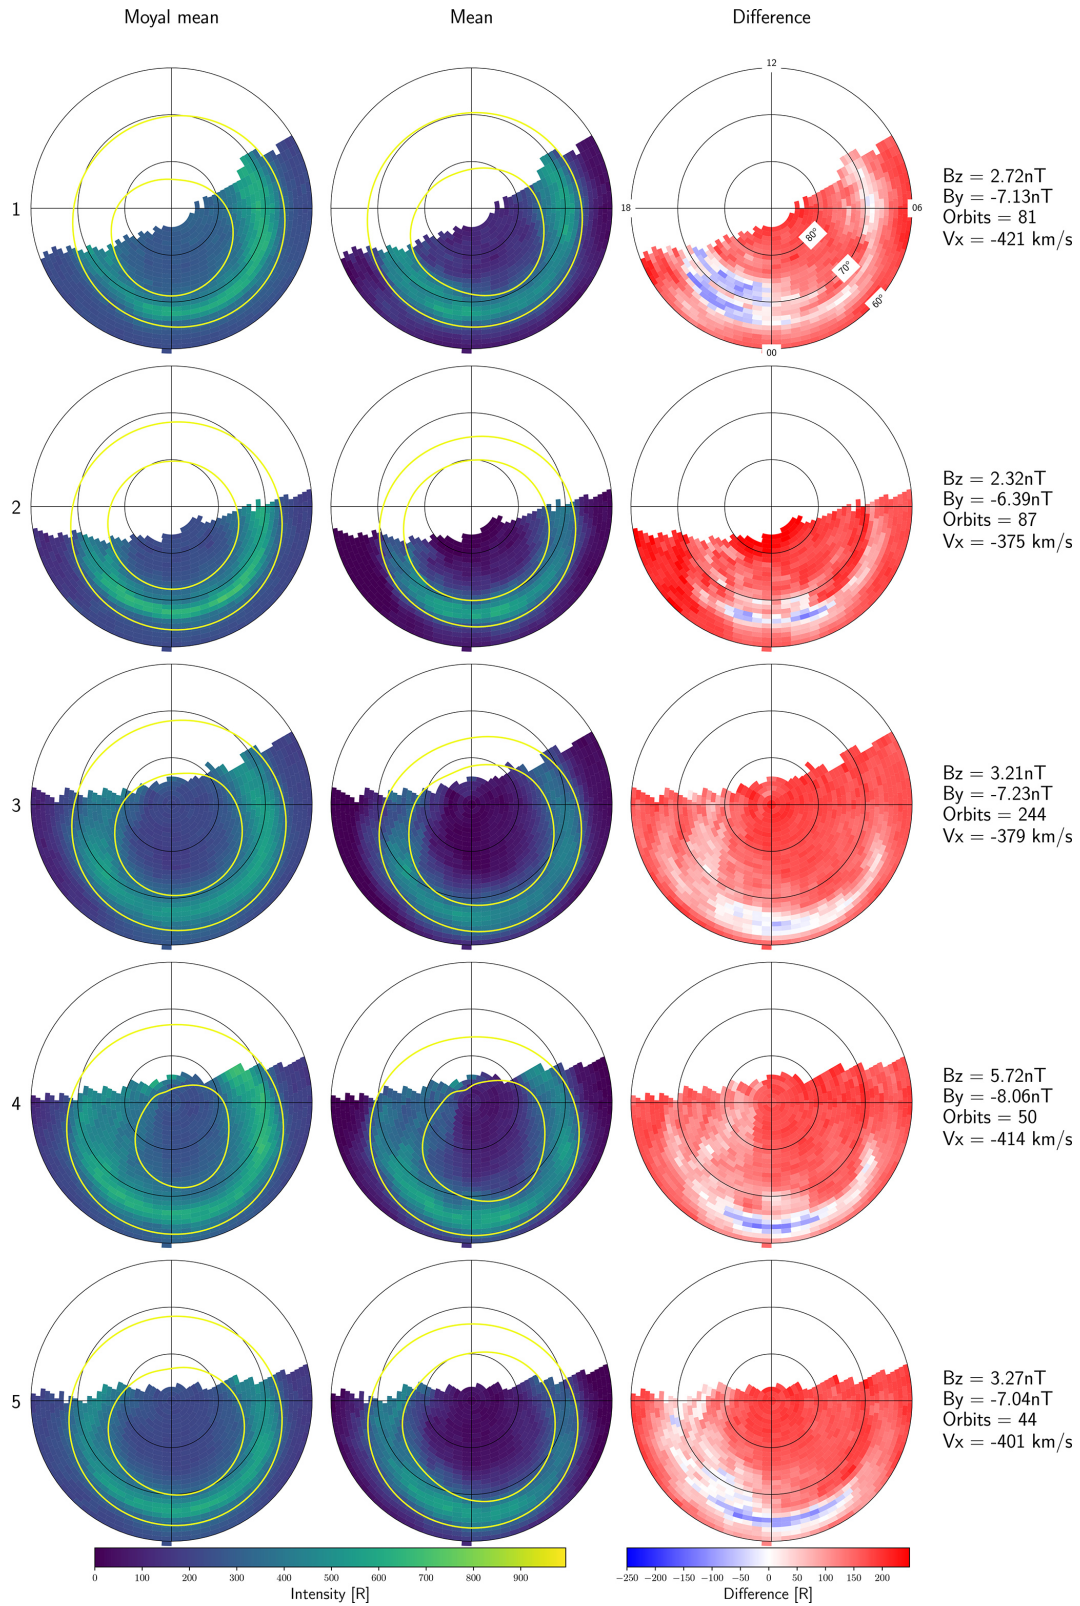 Moyal mean
Mean
Difference
12
1
18
06
80°
70°
60°
00
Bz = 2.72nT
By = -7.13nT
Orbits = 81
Vx = -421 km/s
2
Bz = 2.32nT
By = -6.39nT
Orbits = 87
Vx = -375 km/s
3
Bz = 3.21nT
By = -7.23nT
Orbits = 244
Vx = -379 km/s
4
Bz = 5.72nT
By = -8.06nT
Orbits = 50
Vx = -414 km/s
5
Bz = 3.27nT
By = -7.04nT
Orbits = 44
Vx = -401 km/s
0 100 200 300 400 500 600 700 800 900
Intensity [R]
−250 −200 −150 −100 −50 0 50 100 150 200
Difference [R]